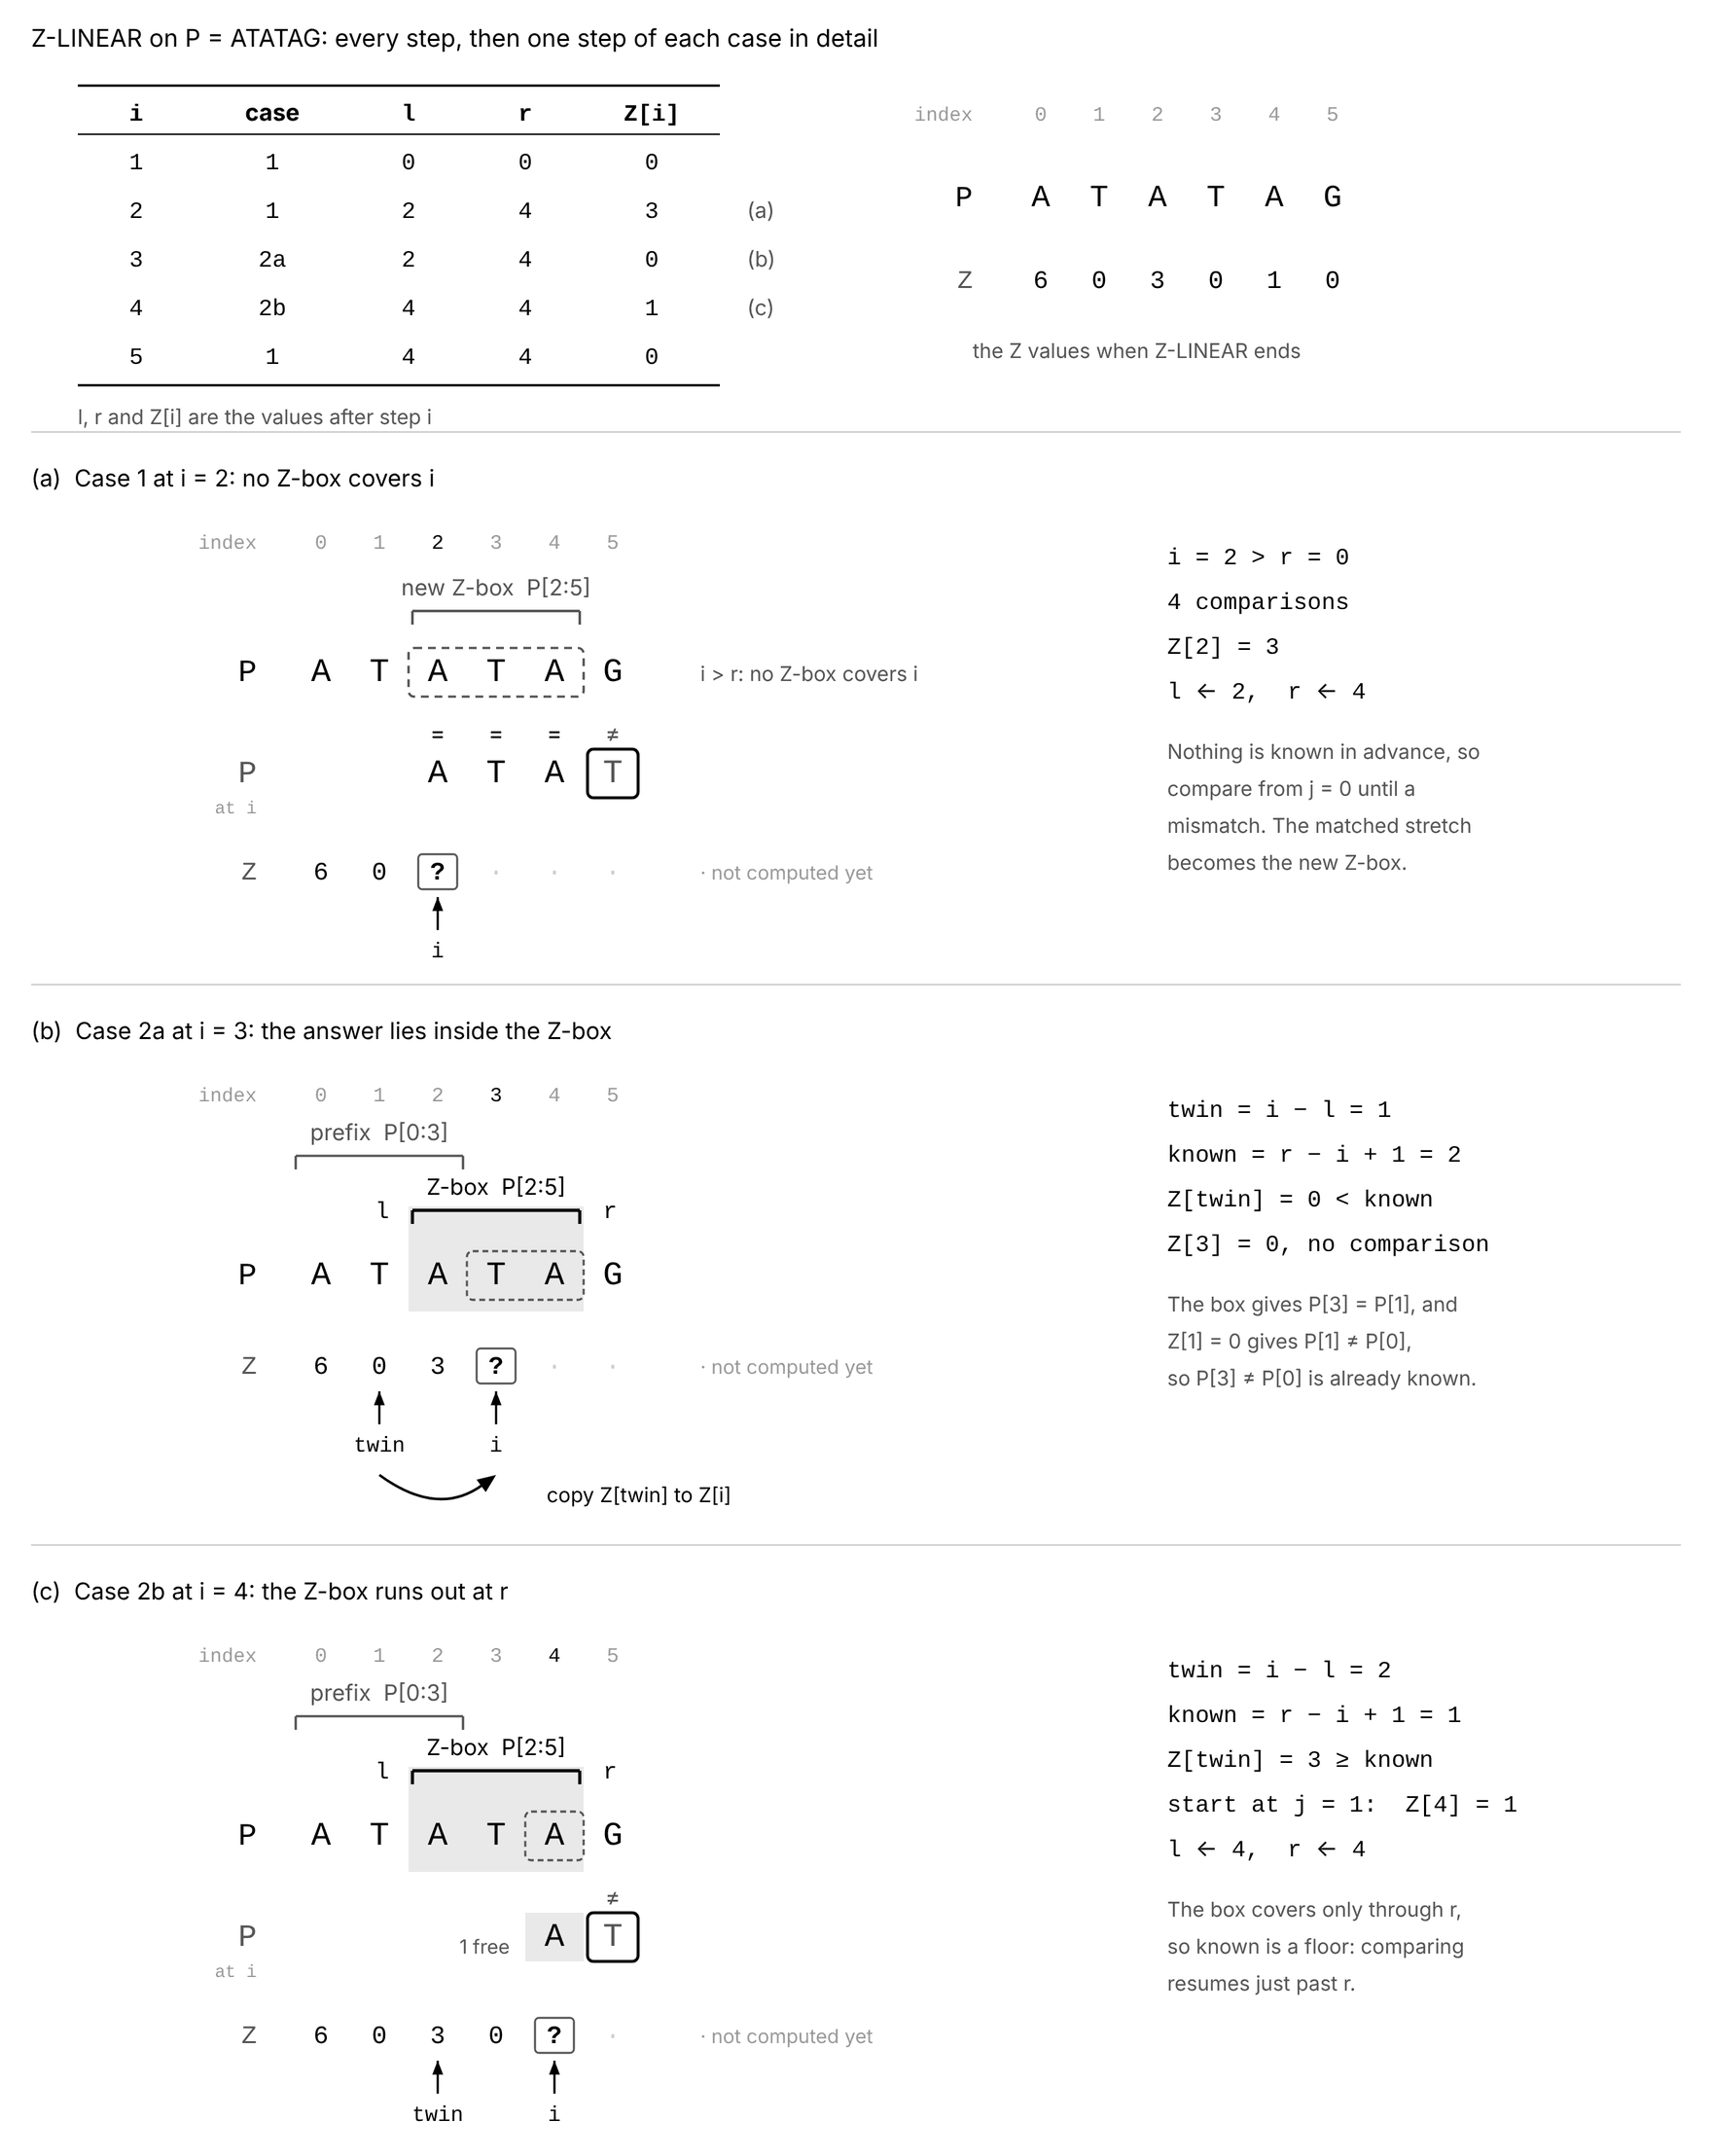 Z-LINEAR on P = ATATAG: every step, then one step of each case in detail
i case l r Z[i]
1 1 0 0 0
2 1 2 4 3 (a)
3 2a 2 4 0 (b)
4 2b 4 4 1 (c)
5 1 4 4 0
l, r and Z[i] are the values after step i
index 0 1 2 3 4 5
P A T A T A G
Z 6 0 3 0 1 0
the Z values when Z-LINEAR ends
(a) Case 1 at i = 2: no Z-box covers i
index 0 1 2 3 4 5
new Z-box P[2:5]
P A T A T A G i > r: no Z-box covers i
= = = ≠
P A T A T
at i
Z 6 0 ? · · · · not computed yet
i
i = 2 > r = 0
4 comparisons
Z[2] = 3
l ← 2, r ← 4
Nothing is known in advance, so
compare from j = 0 until a
mismatch. The matched stretch
becomes the new Z-box.
(b) Case 2a at i = 3: the answer lies inside the Z-box
index 0 1 2 3 4 5
prefix P[0:3]
Z-box P[2:5]
l r
P A T A T A G
Z 6 0 3 ? · · · not computed yet
twin i
copy Z[twin] to Z[i]
twin = i − l = 1
known = r − i + 1 = 2
Z[twin] = 0 < known
Z[3] = 0, no comparison
The box gives P[3] = P[1], and
Z[1] = 0 gives P[1] ≠ P[0],
so P[3] ≠ P[0] is already known.
(c) Case 2b at i = 4: the Z-box runs out at r
index 0 1 2 3 4 5
prefix P[0:3]
Z-box P[2:5]
l r
P A T A T A G
≠
P 1 free A T
at i
Z 6 0 3 0 ? · · not computed yet
twin i
twin = i − l = 2
known = r − i + 1 = 1
Z[twin] = 3 ≥ known
start at j = 1: Z[4] = 1
l ← 4, r ← 4
The box covers only through r,
so known is a floor: comparing
resumes just past r.